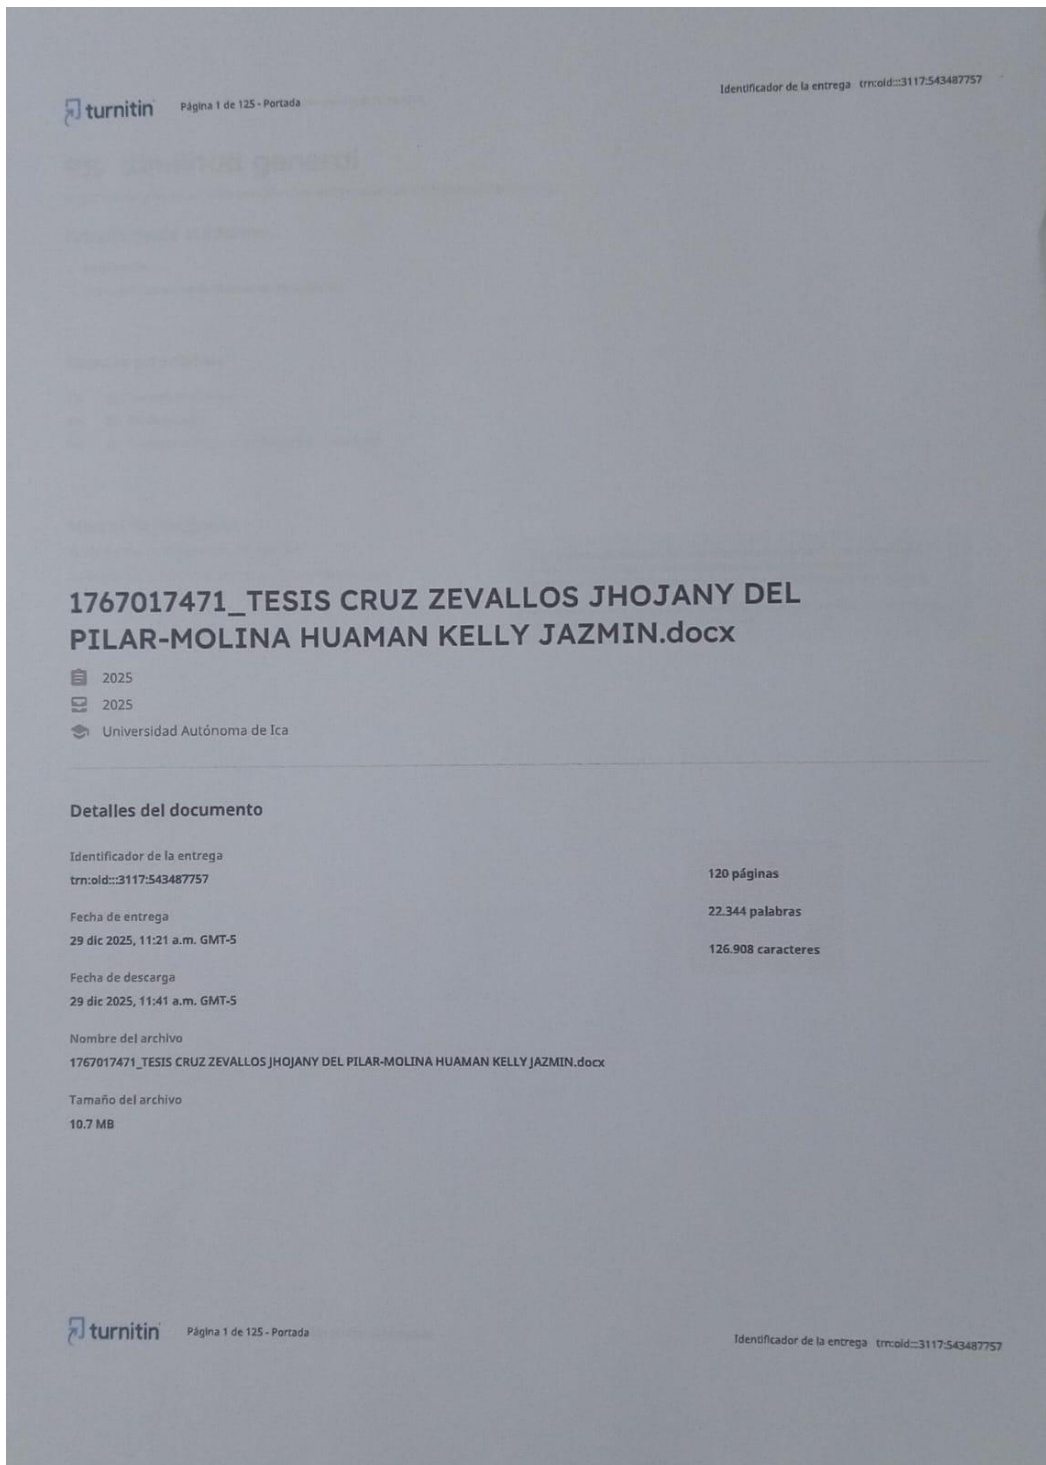 turnitin Página 1 de 125 - Portada Identificador de la entrega trn:oid:::3117:543487757
1767017471_TESIS CRUZ ZEVALLOS JHOJANY DEL
PILAR-MOLINA HUAMAN KELLY JAZMIN.docx
2025
2025
Universidad Autónoma de Ica
Detalles del documento
Identificador de la entrega
trn:oid:::3117:543487757
Fecha de entrega
29 dic 2025, 11:21 a.m. GMT-5
Fecha de descarga
29 dic 2025, 11:41 a.m. GMT-5
Nombre del archivo
1767017471_TESIS CRUZ ZEVALLOS JHOJANY DEL PILAR-MOLINA HUAMAN KELLY JAZMIN.docx
Tamaño del archivo
10.7 MB
120 páginas
22.344 palabras
126.908 caracteres
turnitin Página 1 de 125 - Portada Identificador de la entrega trn:oid:::3117:543487757